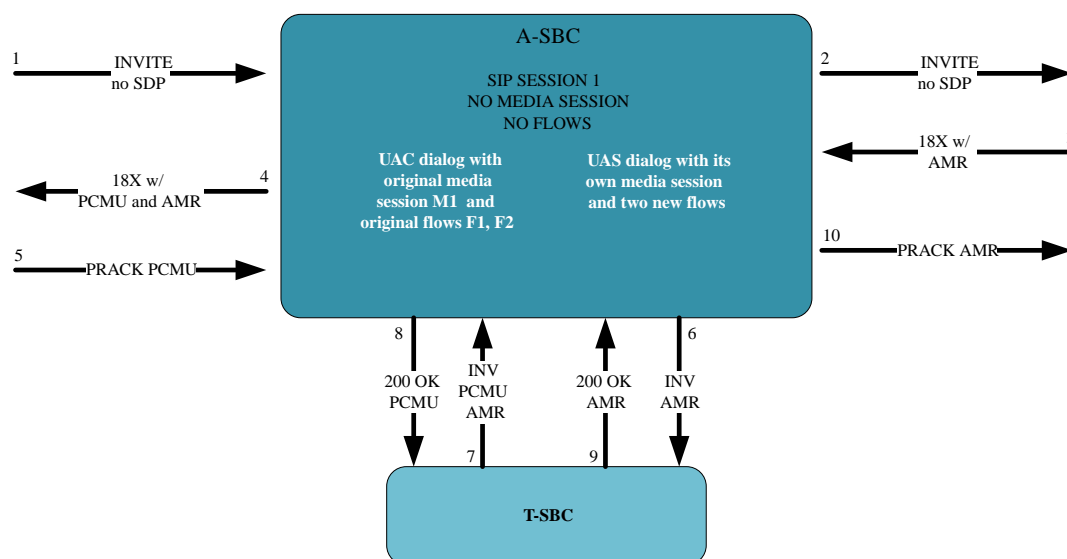 A-SBC
SIP SESSION 1
NO MEDIA SESSION
NO FLOWS
UAC dialog with
original media
session M1 and
original flows F1, F2
UAS dialog with its
own media session
and two new flows
1
INVITE
no SDP
2
INVITE
no SDP
18X w/
AMR
18X w/
PCMU and AMR
4
5
PRACK PCMU
10
PRACK AMR
8
200 OK
PCMU
INV
PCMU
AMR
7
200 OK
AMR
9
6
INV
AMR
T-SBC